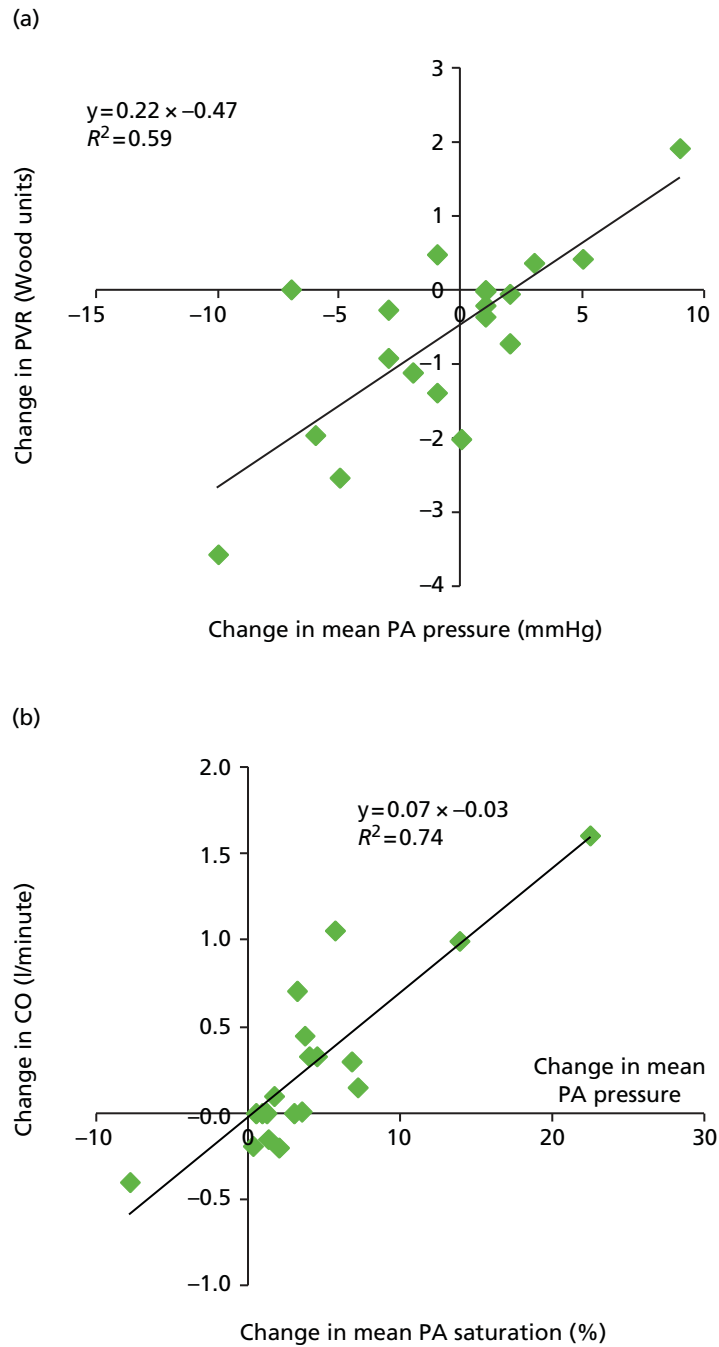 (a)
y=0.22 × −0.47
R²=0.59
Change in PVR (Wood units)
3
2
1
0
−15
−10
−5
0
5
10
−1
−2
−3
−4
Change in mean PA pressure (mmHg)
(b)
y=0.07 × −0.03
R²=0.74
Change in CO (l/minute)
2.0
1.5
1.0
0.5
Change in mean
PA pressure
−0.0
−10
0
10
20
30
−0.5
−1.0
Change in mean PA saturation (%)